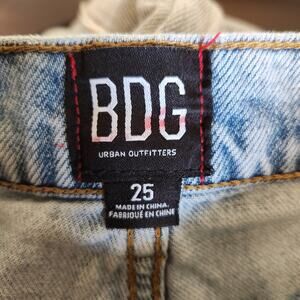 BDG
URBAN OUTFITTERS
25
MADE IN CHINA.
FABRIQUÉ EN CHINE